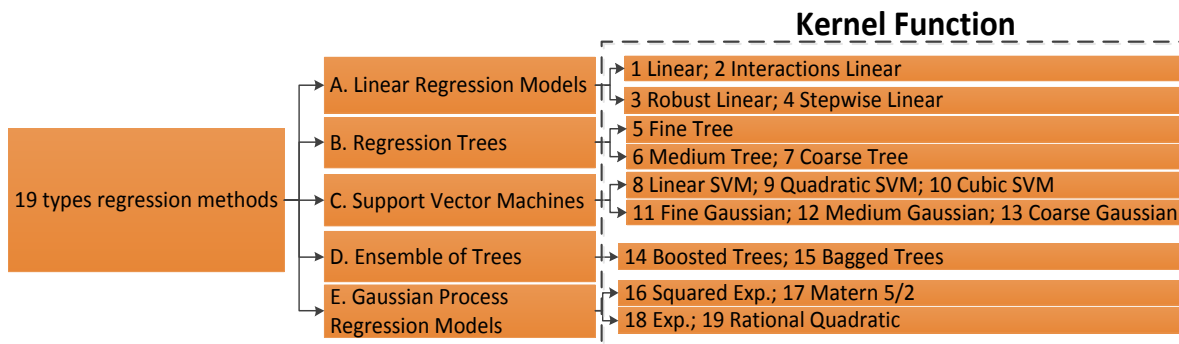 Kernel Function
19 types regression methods
A. Linear Regression Models
1 Linear; 2 Interactions Linear
3 Robust Linear; 4 Stepwise Linear
B. Regression Trees
5 Fine Tree
6 Medium Tree; 7 Coarse Tree
C. Support Vector Machines
8 Linear SVM; 9 Quadratic SVM; 10 Cubic SVM
11 Fine Gaussian; 12 Medium Gaussian; 13 Coarse Gaussian
D. Ensemble of Trees
14 Boosted Trees; 15 Bagged Trees
E. Gaussian Process
Regression Models
16 Squared Exp.; 17 Matern 5/2
18 Exp.; 19 Rational Quadratic